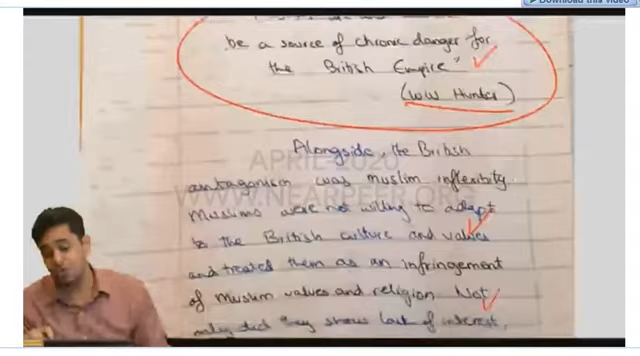 Download this video
be a source of chronic danger for
the British Empire"
(WW Hunter)
Alongside, the British
antagonism was muslim inflexibity.
Muslims were not willing to adapt
to the British culture and values
and treated them as an infringement
of muslim values and religion. Not
only did they show lack of interest,
APRIL 2020
WWW.NEARPEER.ORG